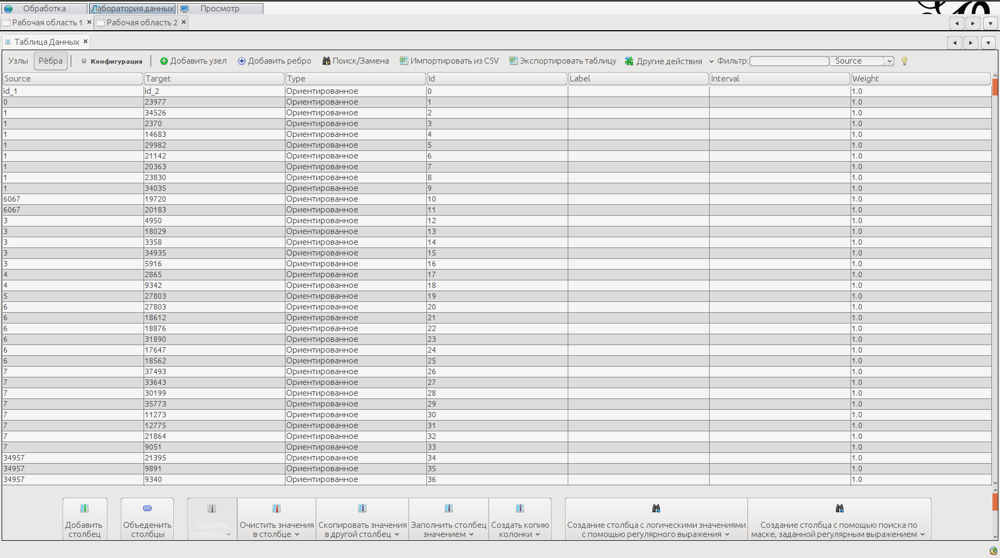 Обработка Лаборатория данных Просмотр
Рабочая область 1 Рабочая область 2
Таблица Данных
Узлы Рёбра Конфигурация Добавить узел Добавить ребро Поиск/Замена Импортировать из CSV Экспортировать таблицу Другие действия Фильтр: Source
Source Target Type Id Label Interval Weight
id_1 id_2 Ориентированное 0 1.0
0 23977 Ориентированное 1 1.0
1 34526 Ориентированное 2 1.0
1 2370 Ориентированное 3 1.0
1 14683 Ориентированное 4 1.0
1 29982 Ориентированное 5 1.0
1 21142 Ориентированное 6 1.0
1 20363 Ориентированное 7 1.0
1 23830 Ориентированное 8 1.0
1 34035 Ориентированное 9 1.0
6067 19720 Ориентированное 10 1.0
6067 20183 Ориентированное 11 1.0
3 4950 Ориентированное 12 1.0
3 18029 Ориентированное 13 1.0
3 3358 Ориентированное 14 1.0
3 34935 Ориентированное 15 1.0
3 5916 Ориентированное 16 1.0
4 2865 Ориентированное 17 1.0
4 9342 Ориентированное 18 1.0
5 27803 Ориентированное 19 1.0
6 27803 Ориентированное 20 1.0
6 18612 Ориентированное 21 1.0
6 18876 Ориентированное 22 1.0
6 31890 Ориентированное 23 1.0
6 17647 Ориентированное 24 1.0
6 18562 Ориентированное 25 1.0
7 37493 Ориентированное 26 1.0
7 33643 Ориентированное 27 1.0
7 30199 Ориентированное 28 1.0
7 35773 Ориентированное 29 1.0
7 11273 Ориентированное 30 1.0
7 12775 Ориентированное 31 1.0
7 21864 Ориентированное 32 1.0
7 9051 Ориентированное 33 1.0
34957 21395 Ориентированное 34 1.0
34957 9891 Ориентированное 35 1.0
34957 9340 Ориентированное 36 1.0
Добавить
столбец
Объеденить
столбцы
Удалить
столбец
Очистить значения
в столбце
Скопировать значения
в другой столбец
Заполнить столбец
значением
Создать копию
колонки
Создание столбца с логическими значениями
с помощью регулярного выражения
Создание столбца с помощью поиска по
маске, заданной регулярным выражением